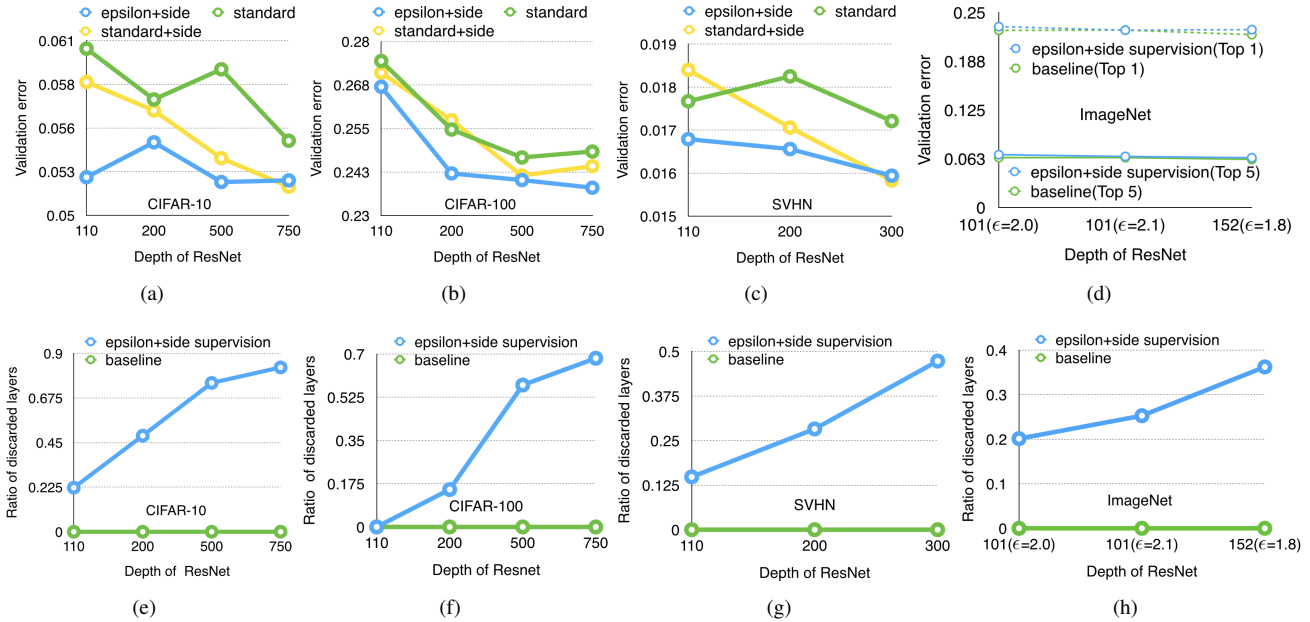 epsilon+side standard
standard+side
0.061
0.058
0.056
0.053
0.05
Validation error
CIFAR-10
110 200 500 750
Depth of ResNet
(a)
epsilon+side standard
standard+side
0.28
0.268
0.255
0.243
0.23
Validation error
CIFAR-100
110 200 500 750
Depth of ResNet
(b)
epsilon+side standard
standard+side
0.019
0.018
0.017
0.016
0.015
Validation error
SVHN
110 200 300
Depth of ResNet
(c)
0.25
0.188
0.125
0.063
0
Validation error
epsilon+side supervision(Top 1)
baseline(Top 1)
ImageNet
epsilon+side supervision(Top 5)
baseline(Top 5)
101(ϵ=2.0) 101(ϵ=2.1) 152(ϵ=1.8)
Depth of ResNet
(d)
epsilon+side supervision
baseline
0.9
0.675
0.45
0.225
0
Ratio of discarded layers
CIFAR-10
110 200 500 750
Depth of ResNet
(e)
epsilon+side supervision
baseline
0.7
0.525
0.35
0.175
0
Ratio of discarded layers
CIFAR-100
110 200 500 750
Depth of Resnet
(f)
epsilon+side supervision
baseline
0.5
0.375
0.25
0.125
0
Ratio of discarded layers
SVHN
110 200 300
Depth of ResNet
(g)
epsilon+side supervision
baseline
0.4
0.3
0.2
0.1
0
Ratio of discarded layers
ImageNet
101(ϵ=2.0) 101(ϵ=2.1) 152(ϵ=1.8)
Depth of ResNet
(h)